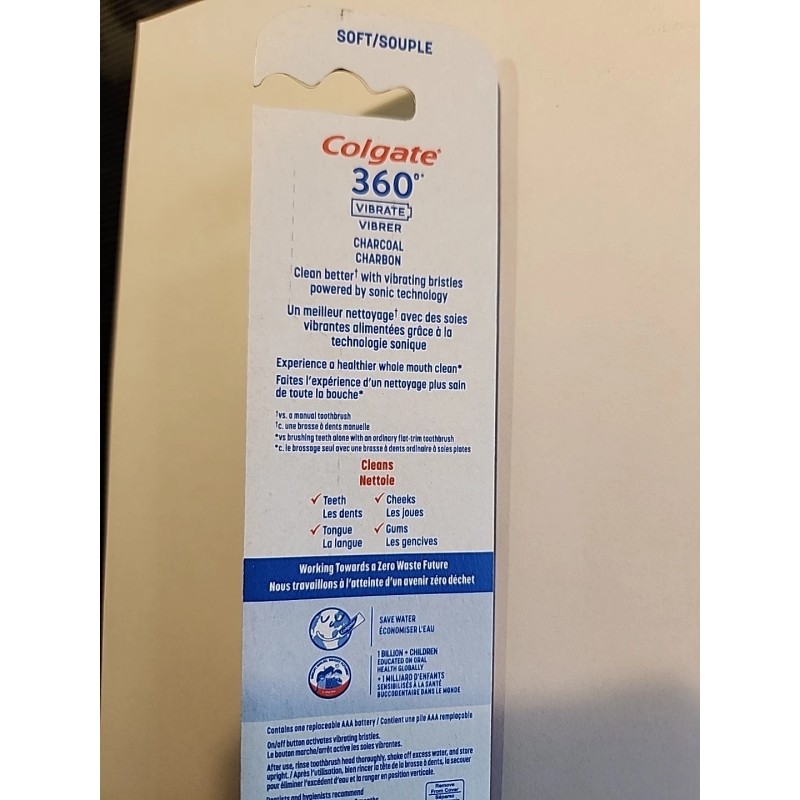 SOFT/SOUPLE
Colgate®
360°*
VIBRATE
VIBRER
CHARCOAL
CHARBON
Clean better† with vibrating bristles
powered by sonic technology
Un meilleur nettoyage† avec des soies
vibrantes alimentées grâce à la
technologie sonique
Experience a healthier whole mouth clean*
Faites l'expérience d'un nettoyage plus sain
de toute la bouche*
†vs. a manual toothbrush
†c. une brosse à dents manuelle
*vs brushing teeth alone with an ordinary flat-trim toothbrush
*c. le brossage seul avec une brosse à dents ordinaire à soies plates
Cleans
Nettoie
✓ Teeth ✓ Cheeks
Les dents Les joues
✓ Tongue ✓ Gums
La langue Les gencives
Working Towards a Zero Waste Future
Nous travaillons à l'atteinte d'un avenir zéro déchet
SAVE WATER
ÉCONOMISER L'EAU
1 BILLION + CHILDREN
EDUCATED ON ORAL
HEALTH GLOBALLY
+ 1 MILLIARD D'ENFANTS
SENSIBILISÉS À LA SANTÉ
BUCCODENTAIRE DANS LE MONDE
Contains one replaceable AAA battery / Contient une pile AAA remplaçable
On/off button activates vibrating bristles.
Le bouton marche/arrêt active les soies vibrantes.
After use, rinse toothbrush head thoroughly, shake off excess water, and store
upright. / Après l'utilisation, bien rincer la tête de la brosse à dents, la secouer
pour éliminer l'excédent d'eau et la ranger en position verticale.
Dentists and hygienists recommend
months
Remove
From Cover